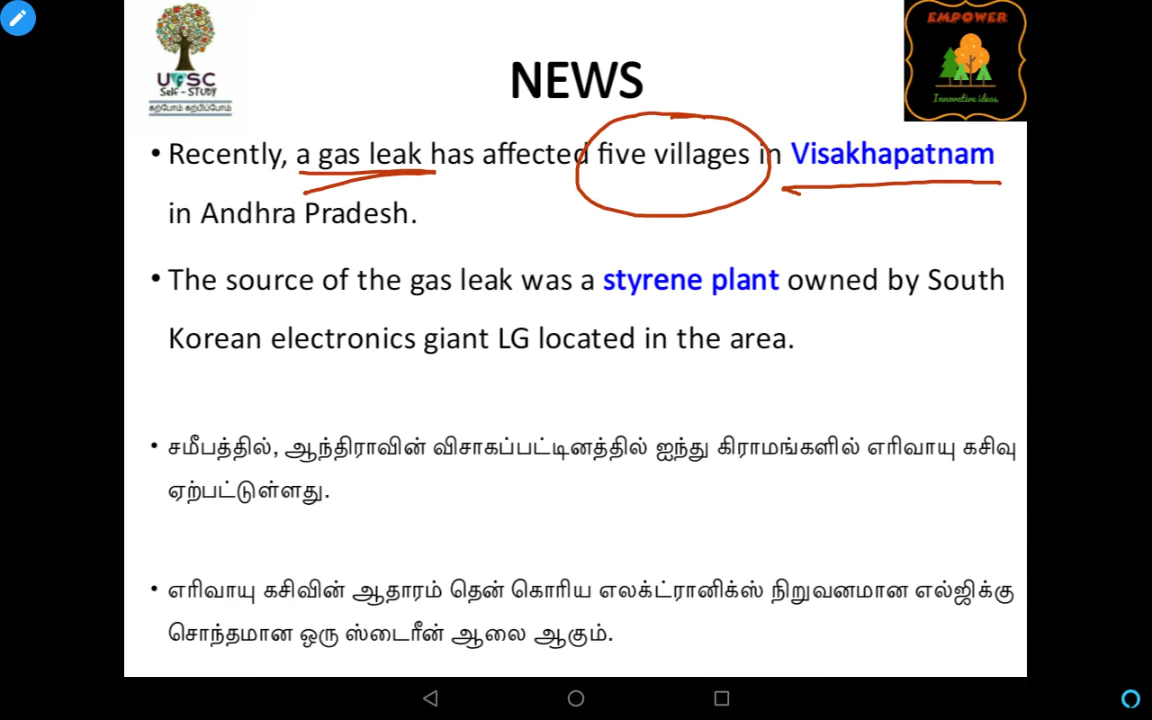 UPSC
Self - STUDY
கற்போம் கற்பிப்போம்
EMPOWER
Innovative ideas
NEWS
• Recently, a gas leak has affected five villages in Visakhapatnam
in Andhra Pradesh.
• The source of the gas leak was a styrene plant owned by South
Korean electronics giant LG located in the area.
• சமீபத்தில், ஆந்திராவின் விசாகப்பட்டினத்தில் ஐந்து கிராமங்களில் எரிவாயு கசிவு
ஏற்பட்டுள்ளது.
• எரிவாயு கசிவின் ஆதாரம் தென் கொரிய எலக்ட்ரானிக்ஸ் நிறுவனமான எல்ஜிக்கு
சொந்தமான ஒரு ஸ்டைரீன் ஆலை ஆகும்.